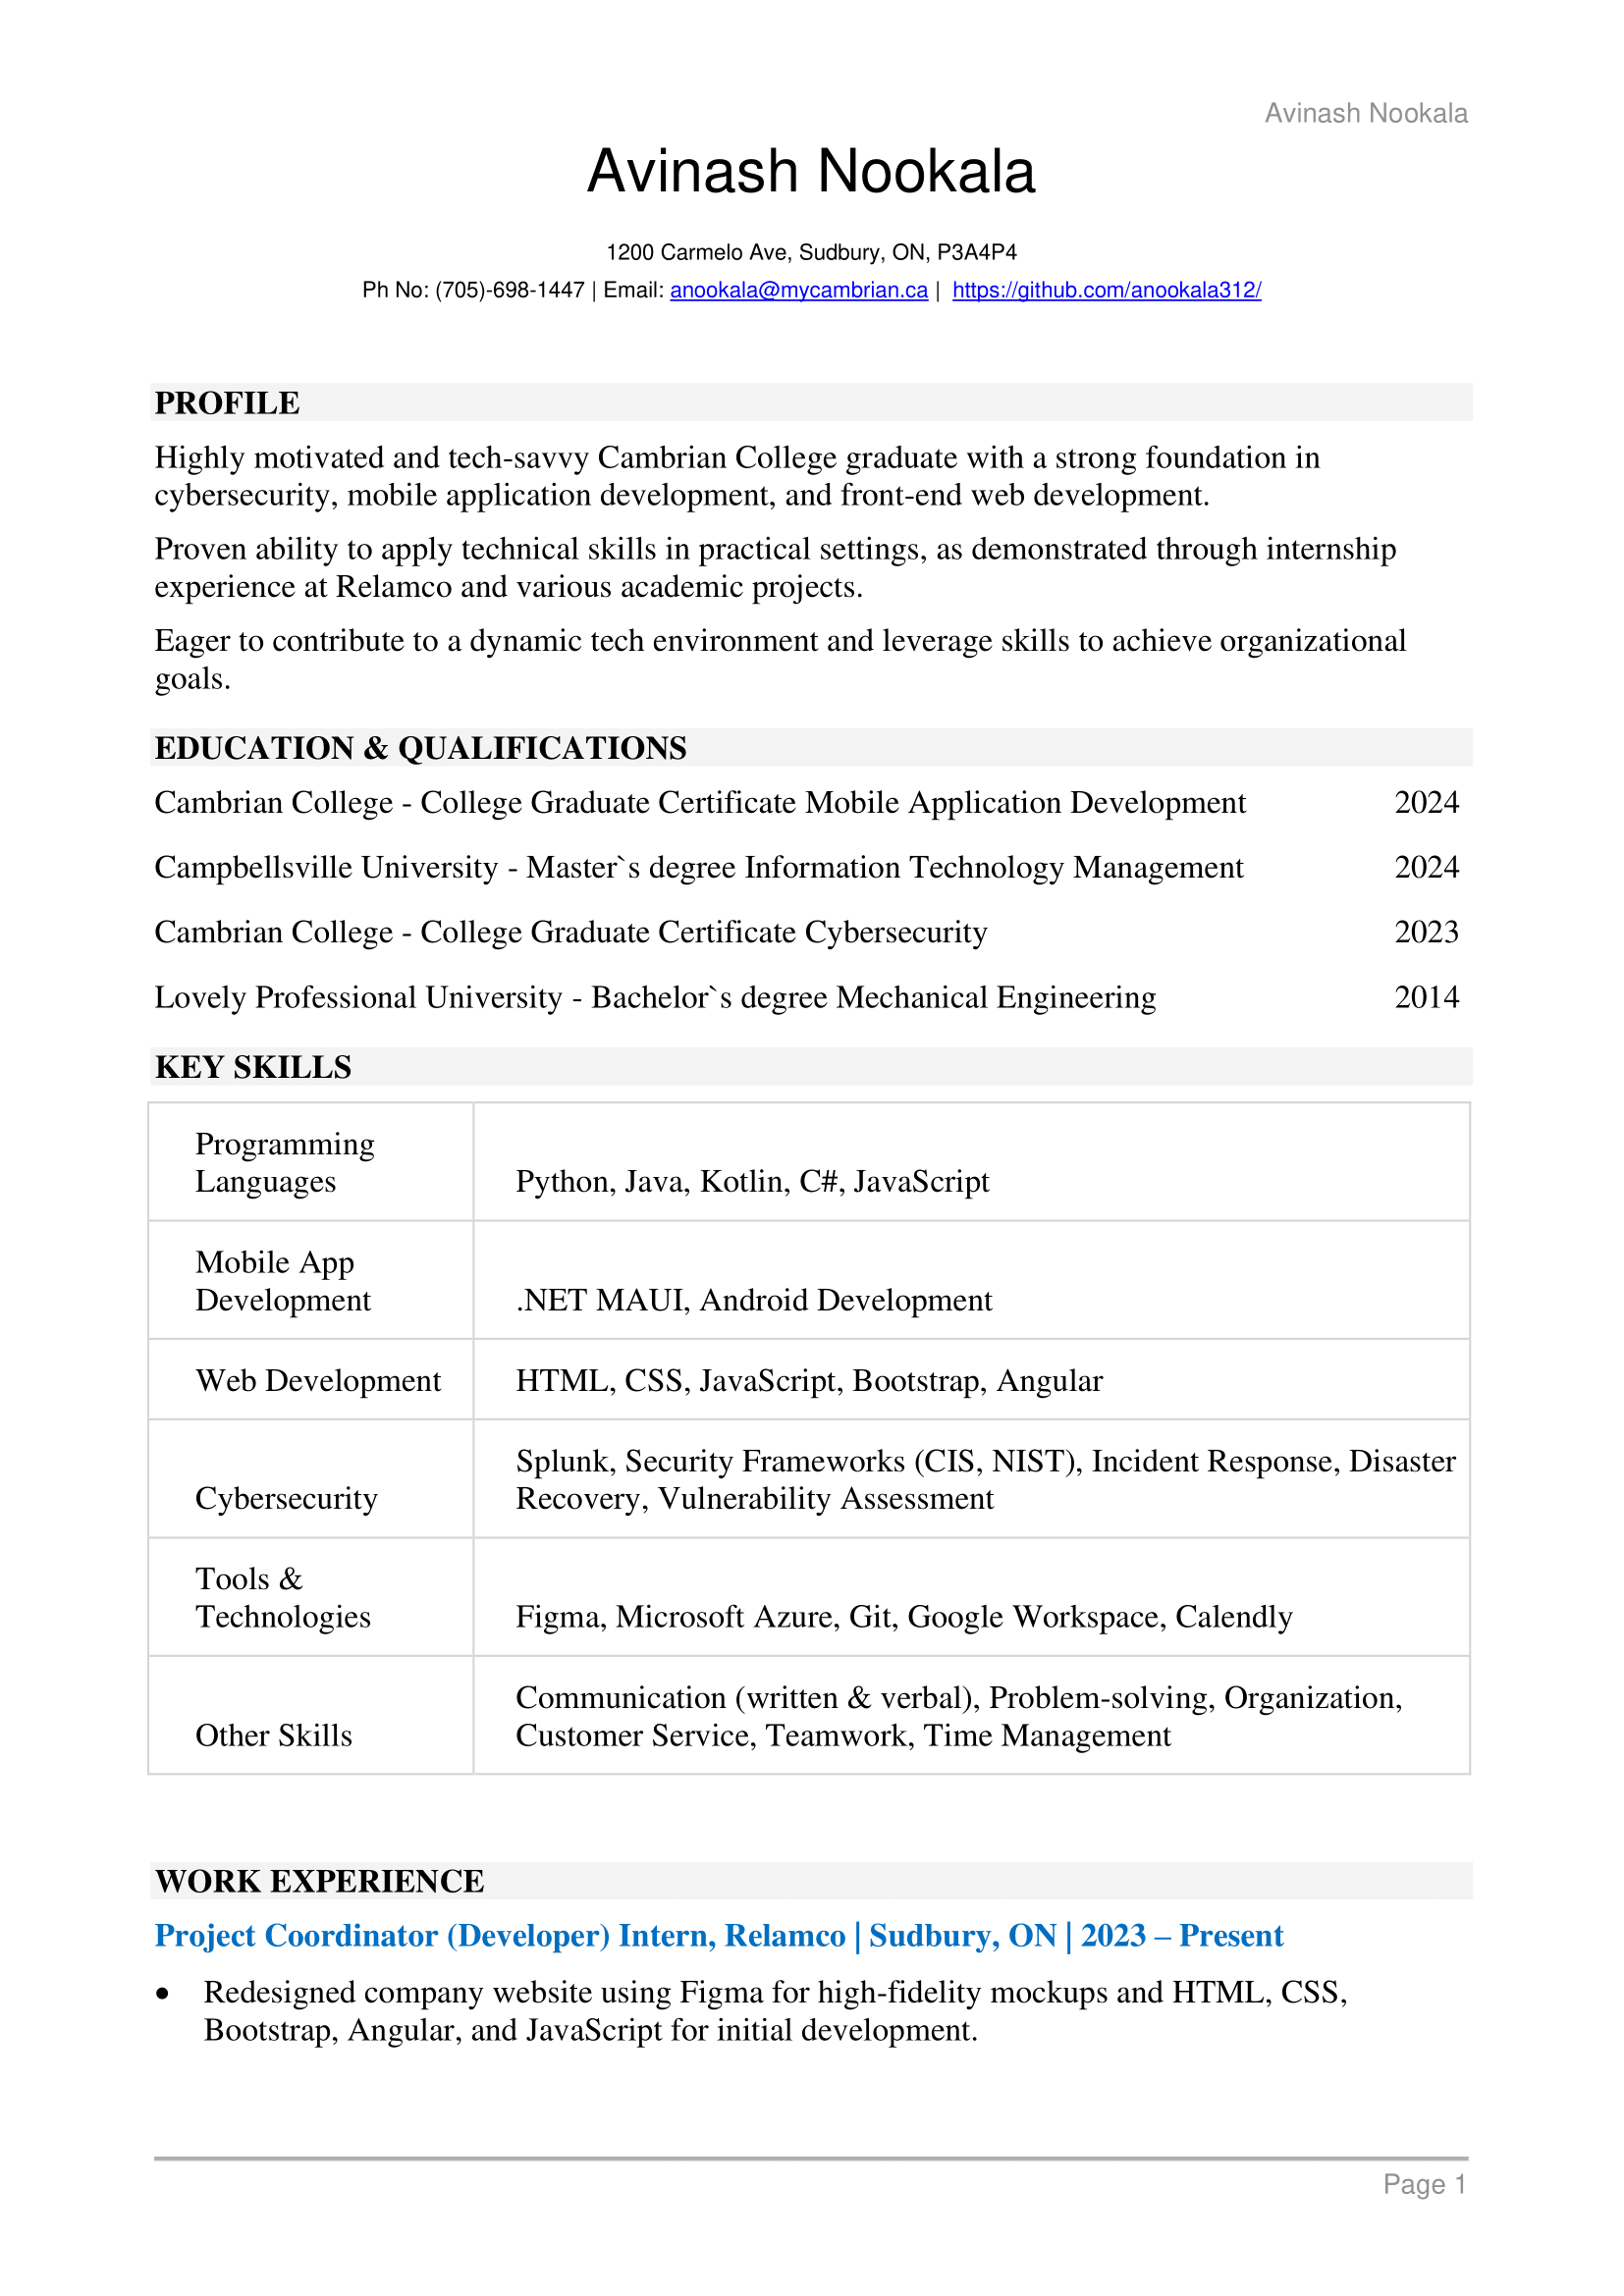 Avinash Nookala
Avinash Nookala
1200 Carmelo Ave, Sudbury, ON, P3A4P4
Ph No: (705)-698-1447 | Email: anookala@mycambrian.ca | https://github.com/anookala312/
PROFILE
Highly motivated and tech-savvy Cambrian College graduate with a strong foundation in
cybersecurity, mobile application development, and front-end web development.
Proven ability to apply technical skills in practical settings, as demonstrated through internship
experience at Relamco and various academic projects.
Eager to contribute to a dynamic tech environment and leverage skills to achieve organizational
goals.
EDUCATION & QUALIFICATIONS
Cambrian College - College Graduate Certificate Mobile Application Development 2024
Campbellsville University - Master`s degree Information Technology Management 2024
Cambrian College - College Graduate Certificate Cybersecurity 2023
Lovely Professional University - Bachelor`s degree Mechanical Engineering 2014
KEY SKILLS
Programming
Languages
Python, Java, Kotlin, C#, JavaScript
Mobile App
Development
.NET MAUI, Android Development
Web Development
HTML, CSS, JavaScript, Bootstrap, Angular
Cybersecurity
Splunk, Security Frameworks (CIS, NIST), Incident Response, Disaster
Recovery, Vulnerability Assessment
Tools &
Technologies
Figma, Microsoft Azure, Git, Google Workspace, Calendly
Other Skills
Communication (written & verbal), Problem-solving, Organization,
Customer Service, Teamwork, Time Management
WORK EXPERIENCE
Project Coordinator (Developer) Intern, Relamco | Sudbury, ON | 2023 – Present
• Redesigned company website using Figma for high-fidelity mockups and HTML, CSS,
Bootstrap, Angular, and JavaScript for initial development.
Page 1